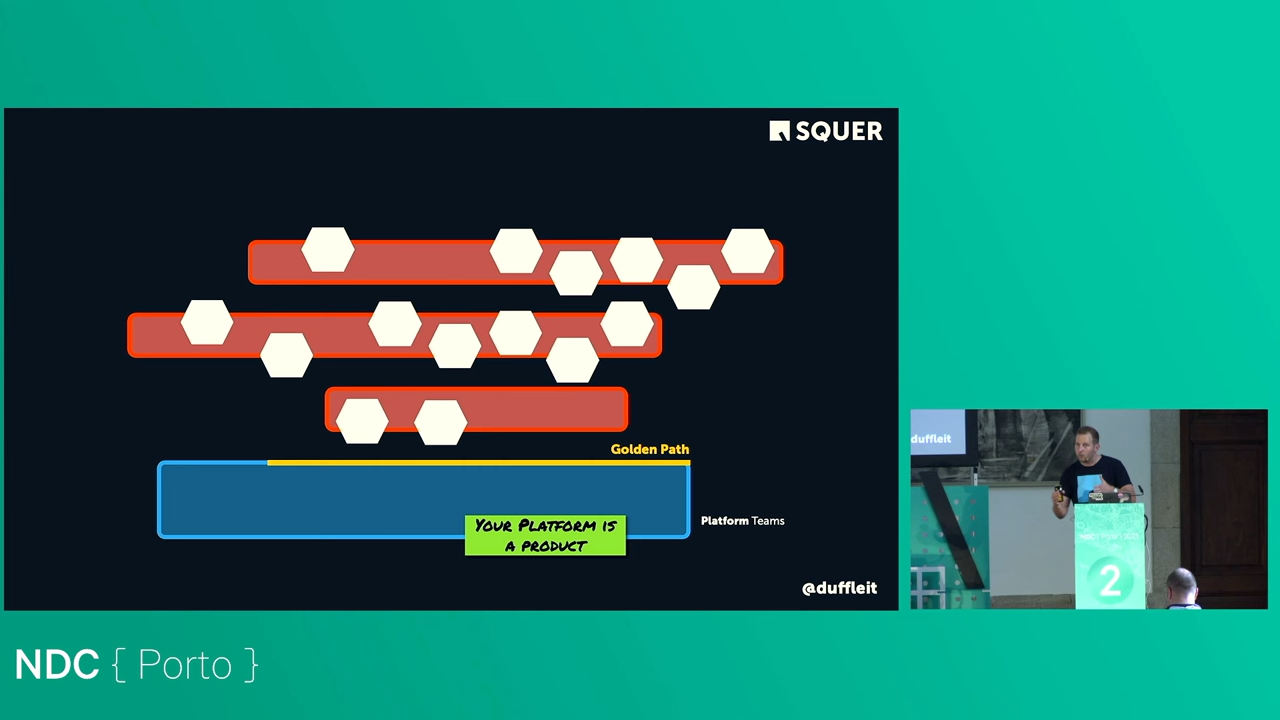 SQUER
Golden Path
Platform Teams
YOUR PLATFORM IS
A PRODUCT
@duffleit
duffleit
2
NDC { Porto }